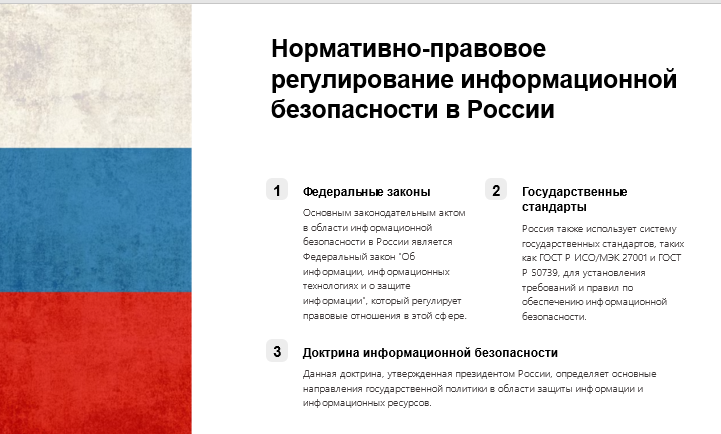 Нормативно-правовое
регулирование информационной
безопасности в России
1
Федеральные законы
Основным законодательным актом
в области информационной
безопасности в России является
Федеральный закон "Об
информации, информационных
технологиях и о защите
информации", который регулирует
правовые отношения в этой сфере.
2
Государственные
стандарты
Россия также использует систему
государственных стандартов, таких
как ГОСТ Р ИСО/МЭК 27001 и ГОСТ
Р 50739, для установления
требований и правил по
обеспечению информационной
безопасности.
3
Доктрина информационной безопасности
Данная доктрина, утвержденная президентом России, определяет основные
направления государственной политики в области защиты информации и
информационных ресурсов.